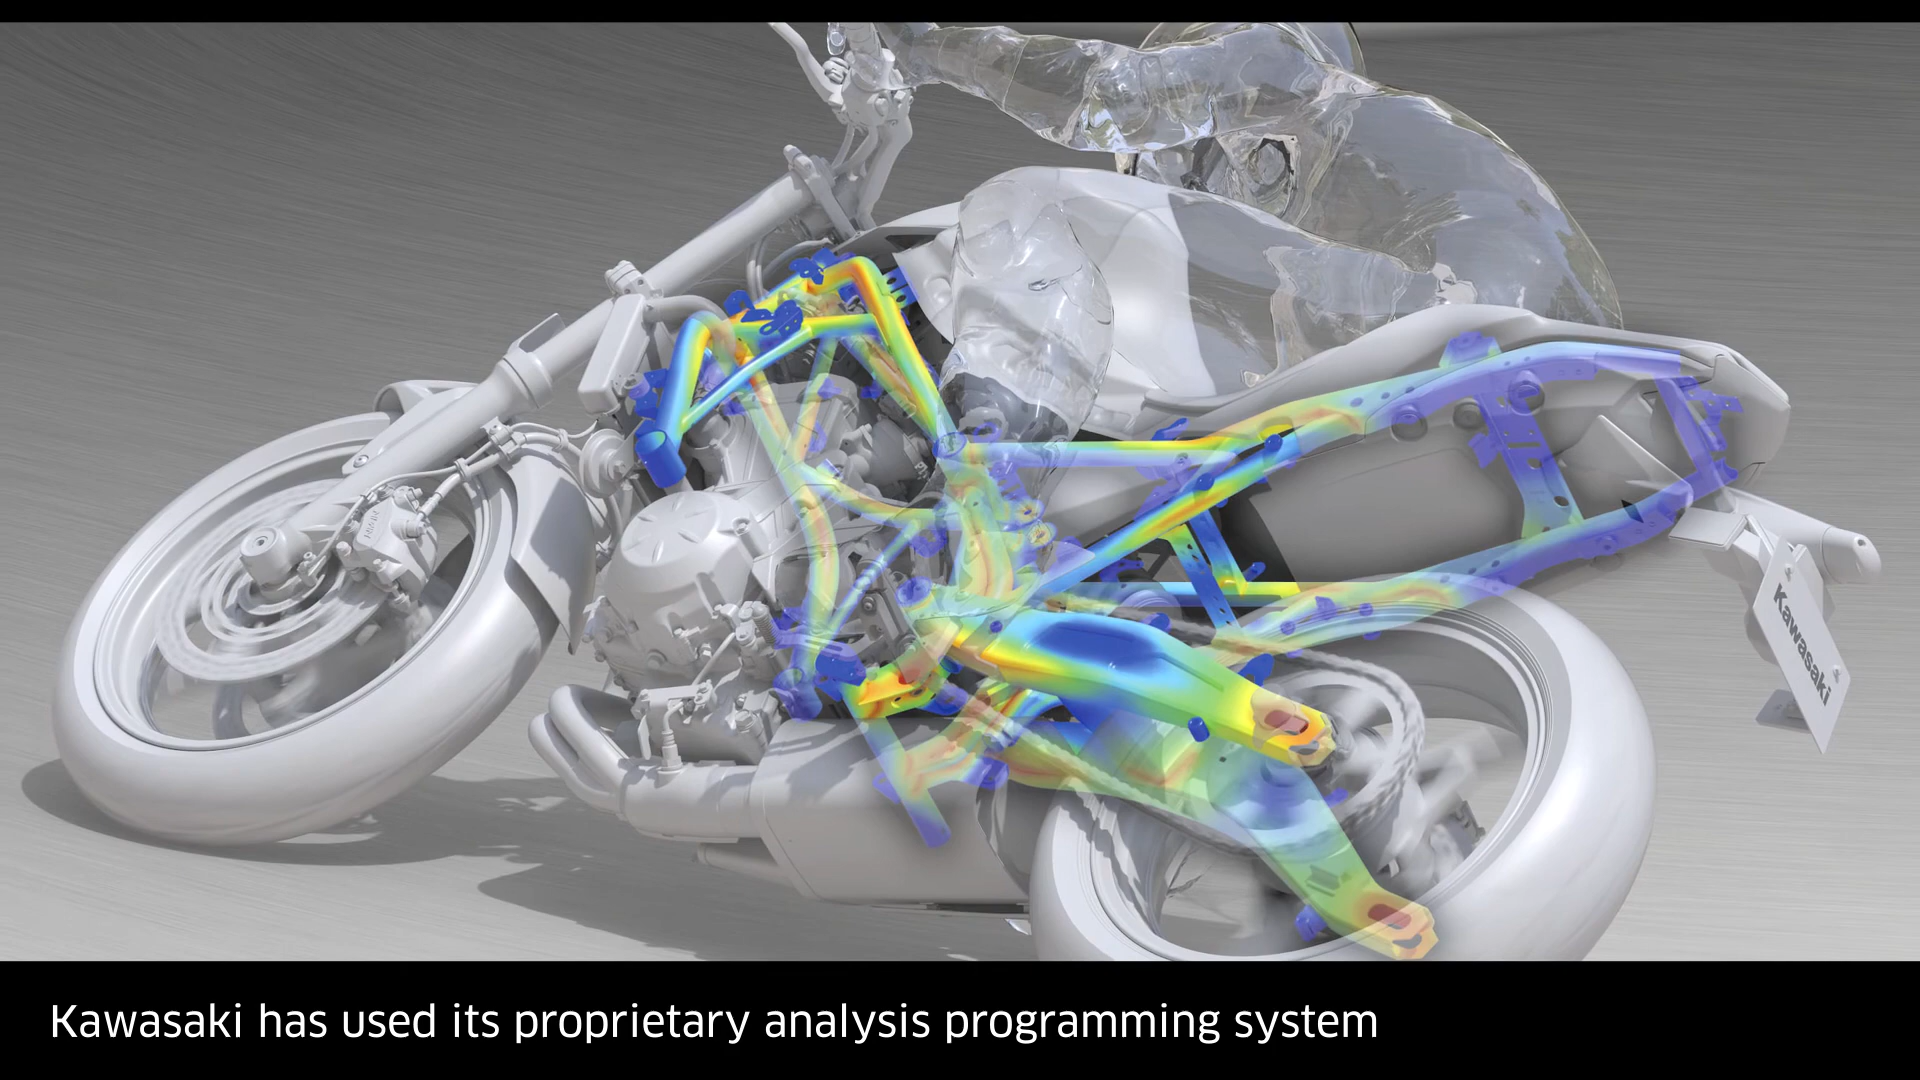 Kawasaki
Kawasaki has used its proprietary analysis programming system